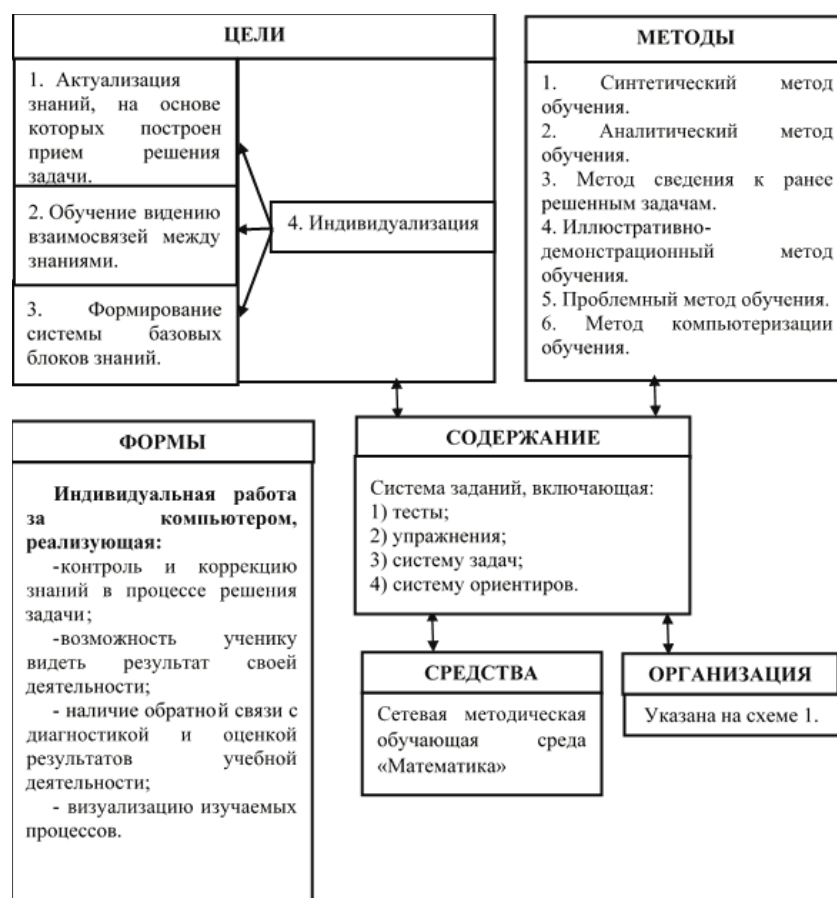 ЦЕЛИ
1. Актуализация
знаний, на основе
которых построен
прием решения
задачи.
2. Обучение видению
взаимосвязей между
знаниями.
3. Формирование
системы базовых
блоков знаний.
4. Индивидуализация
МЕТОДЫ
1. Синтетический метод
обучения.
2. Аналитический метод
обучения.
3. Метод сведения к ранее
решенным задачам.
4. Иллюстративно-
демонстрационный метод
обучения.
5. Проблемный метод обучения.
6. Метод компьютеризации
обучения.
ФОРМЫ
Индивидуальная работа
за компьютером,
реализующая:
-контроль и коррекцию
знаний в процессе решения
задачи;
-возможность ученику
видеть результат своей
деятельности;
- наличие обратной связи с
диагностикой и оценкой
результатов учебной
деятельности;
- визуализацию изучаемых
процессов.
СОДЕРЖАНИЕ
Система заданий, включающая:
1) тесты;
2) упражнения;
3) систему задач;
4) систему ориентиров.
СРЕДСТВА
Сетевая методическая
обучающая среда
«Математика»
ОРГАНИЗАЦИЯ
Указана на схеме 1.